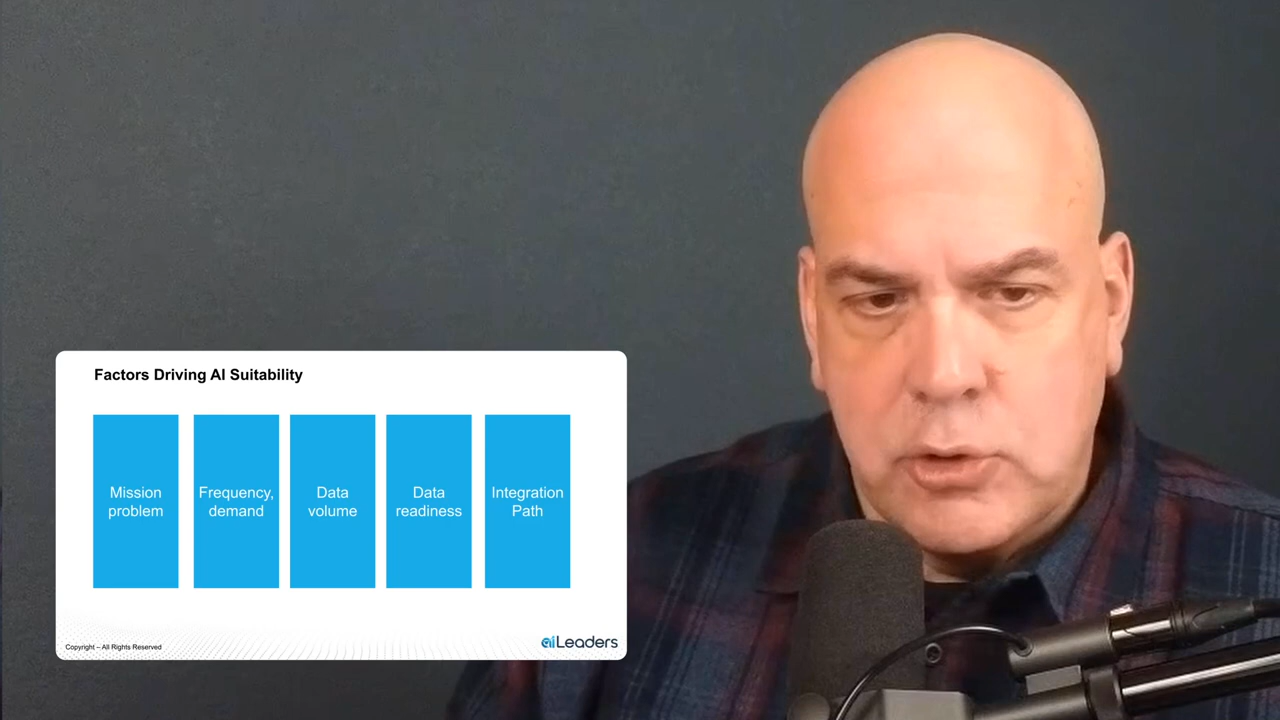 Factors Driving AI Suitability
Mission
problem
Frequency,
demand
Data
volume
Data
readiness
Integration
Path
Copyright – All Rights Reserved
aiLeaders